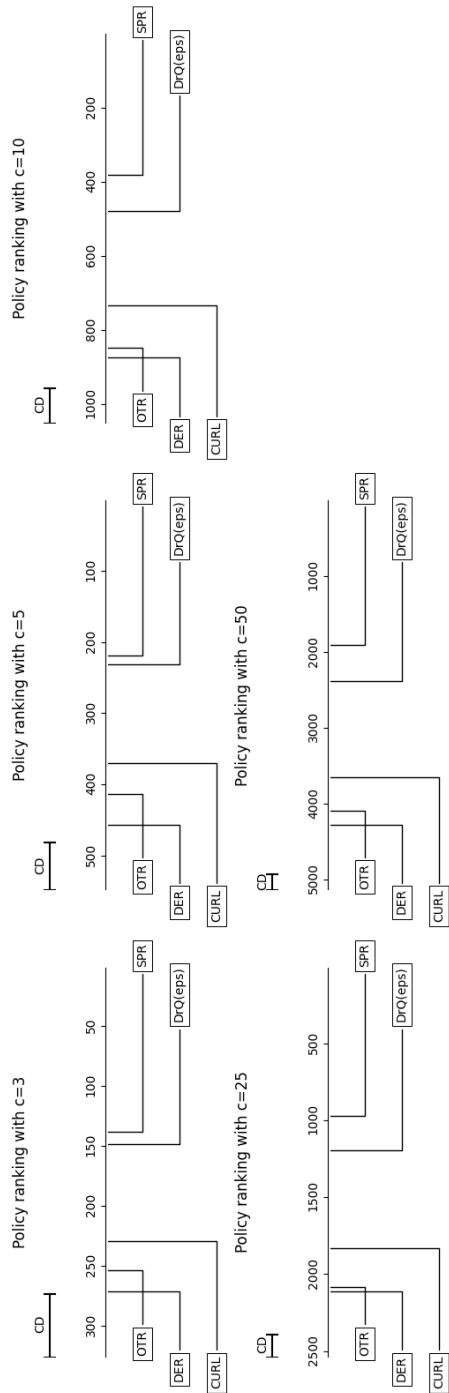 Policy ranking with c=3
CD
300 250 200 150 100 50
OTR
DER
CURL
SPR
DrQ(eps)
Policy ranking with c=5
CD
500 400 300 200 100
OTR
DER
CURL
SPR
DrQ(eps)
Policy ranking with c=10
CD
1000 800 600 400 200
OTR
DER
CURL
SPR
DrQ(eps)
Policy ranking with c=25
CD
2500 2000 1500 1000 500
OTR
DER
CURL
SPR
DrQ(eps)
Policy ranking with c=50
CD
5000 4000 3000 2000 1000
OTR
DER
CURL
SPR
DrQ(eps)